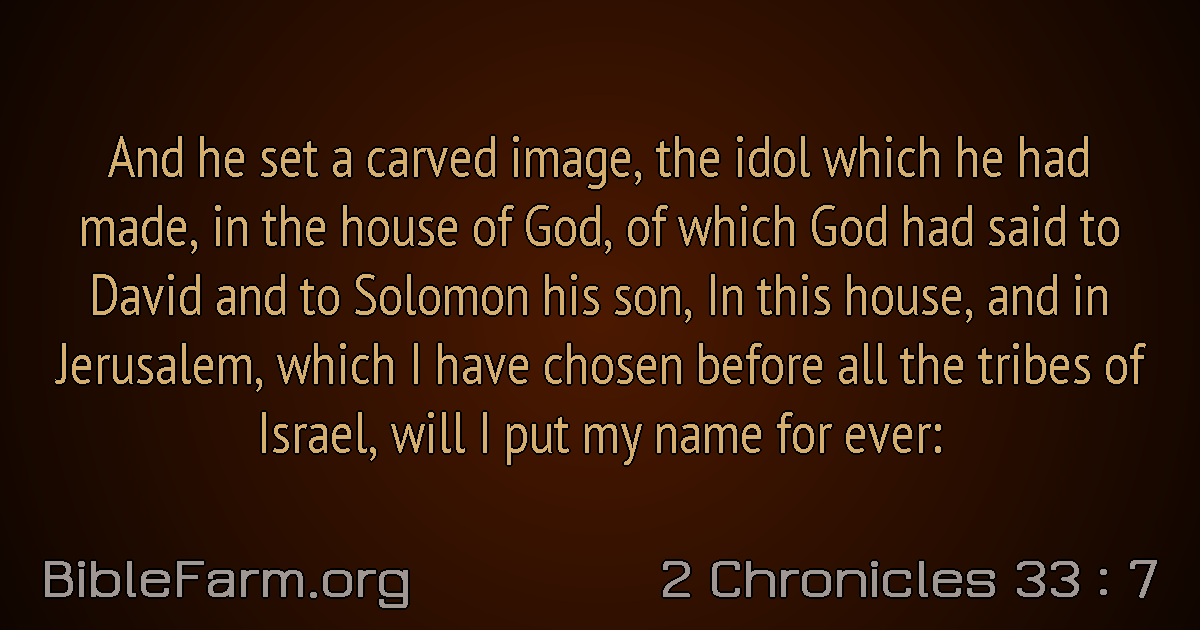 And he set a carved image, the idol which he had
made, in the house of God, of which God had said to
David and to Solomon his son, In this house, and in
Jerusalem, which I have chosen before all the tribes of
Israel, will I put my name for ever:
BibleFarm.org
2 Chronicles 33 : 7